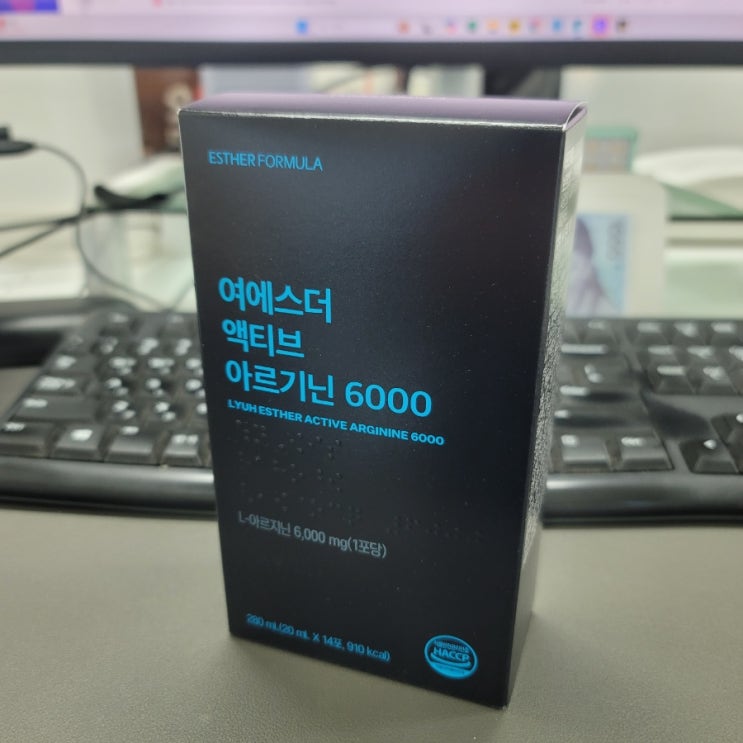 ESTHER FORMULA
여에스더
액티브
아르기닌 6000
LYUH ESTHER ACTIVE ARGININE 6000
L-아르지닌 6,000 mg(1포당)
280 mL(20 mL X 14포, 910 kcal)
HACCP